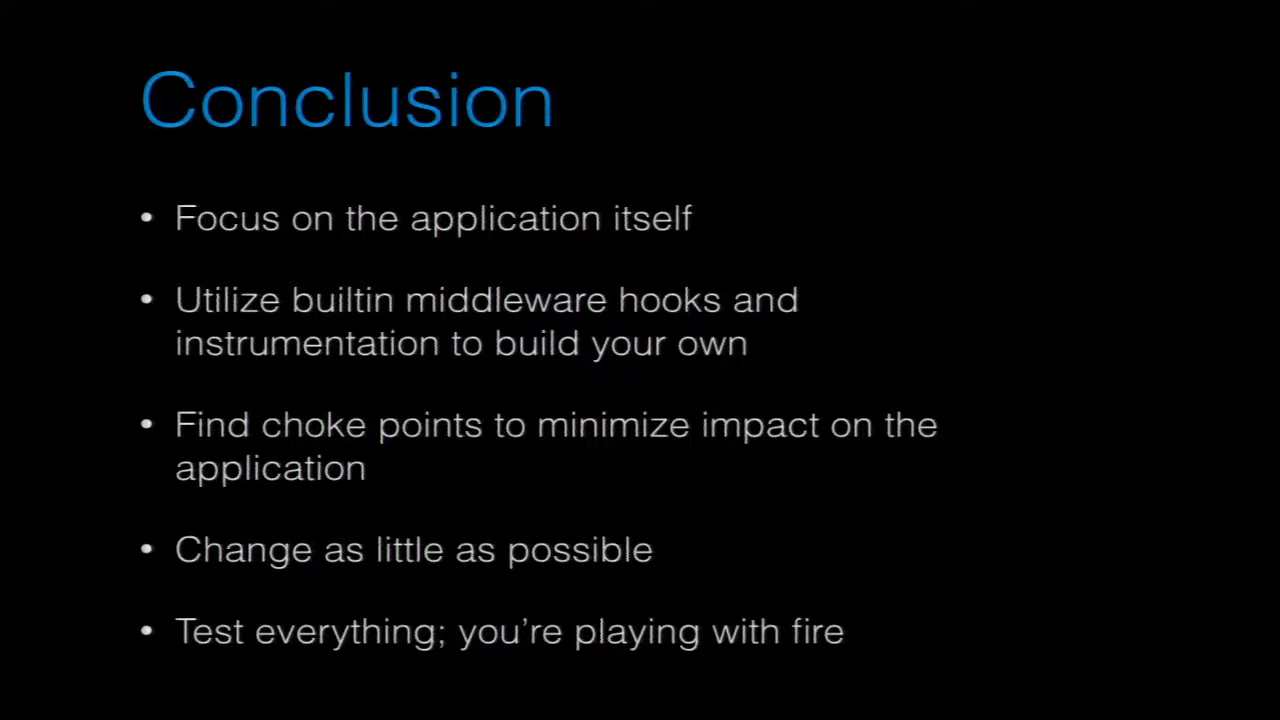 Conclusion
• Focus on the application itself
• Utilize builtin middleware hooks and
instrumentation to build your own
• Find choke points to minimize impact on the
application
• Change as little as possible
• Test everything; you're playing with fire